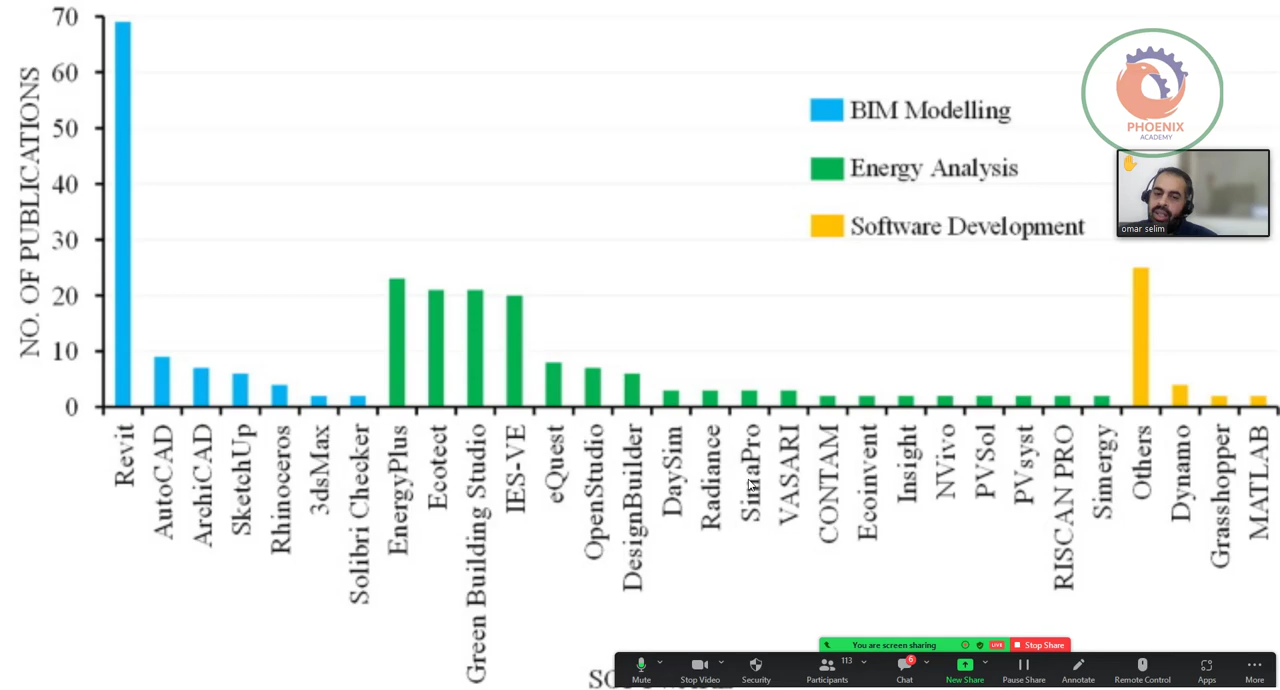 70
60
50
40
30
20
10
0
NO. OF PUBLICATIONS
BIM Modelling
Energy Analysis
Software Development
PHOENIX
ACADEMY
omar selim
Revit
AutoCAD
ArchiCAD
SketchUp
Rhinoceros
3dsMax
Solibri Checker
EnergyPlus
Ecotect
Green Building Studio
IES-VE
eQuest
OpenStudio
DesignBuilder
DaySim
Radiance
SimaPro
VASARI
CONTAM
Ecoinvent
Insight
NVivo
PVSol
PVsyst
RISCAN PRO
Simergy
Others
Dynamo
Grasshopper
MATLAB
You are screen sharing LIVE Stop Share
113 6
Mute Stop Video Security Participants Chat New Share Pause Share Annotate Remote Control Apps More